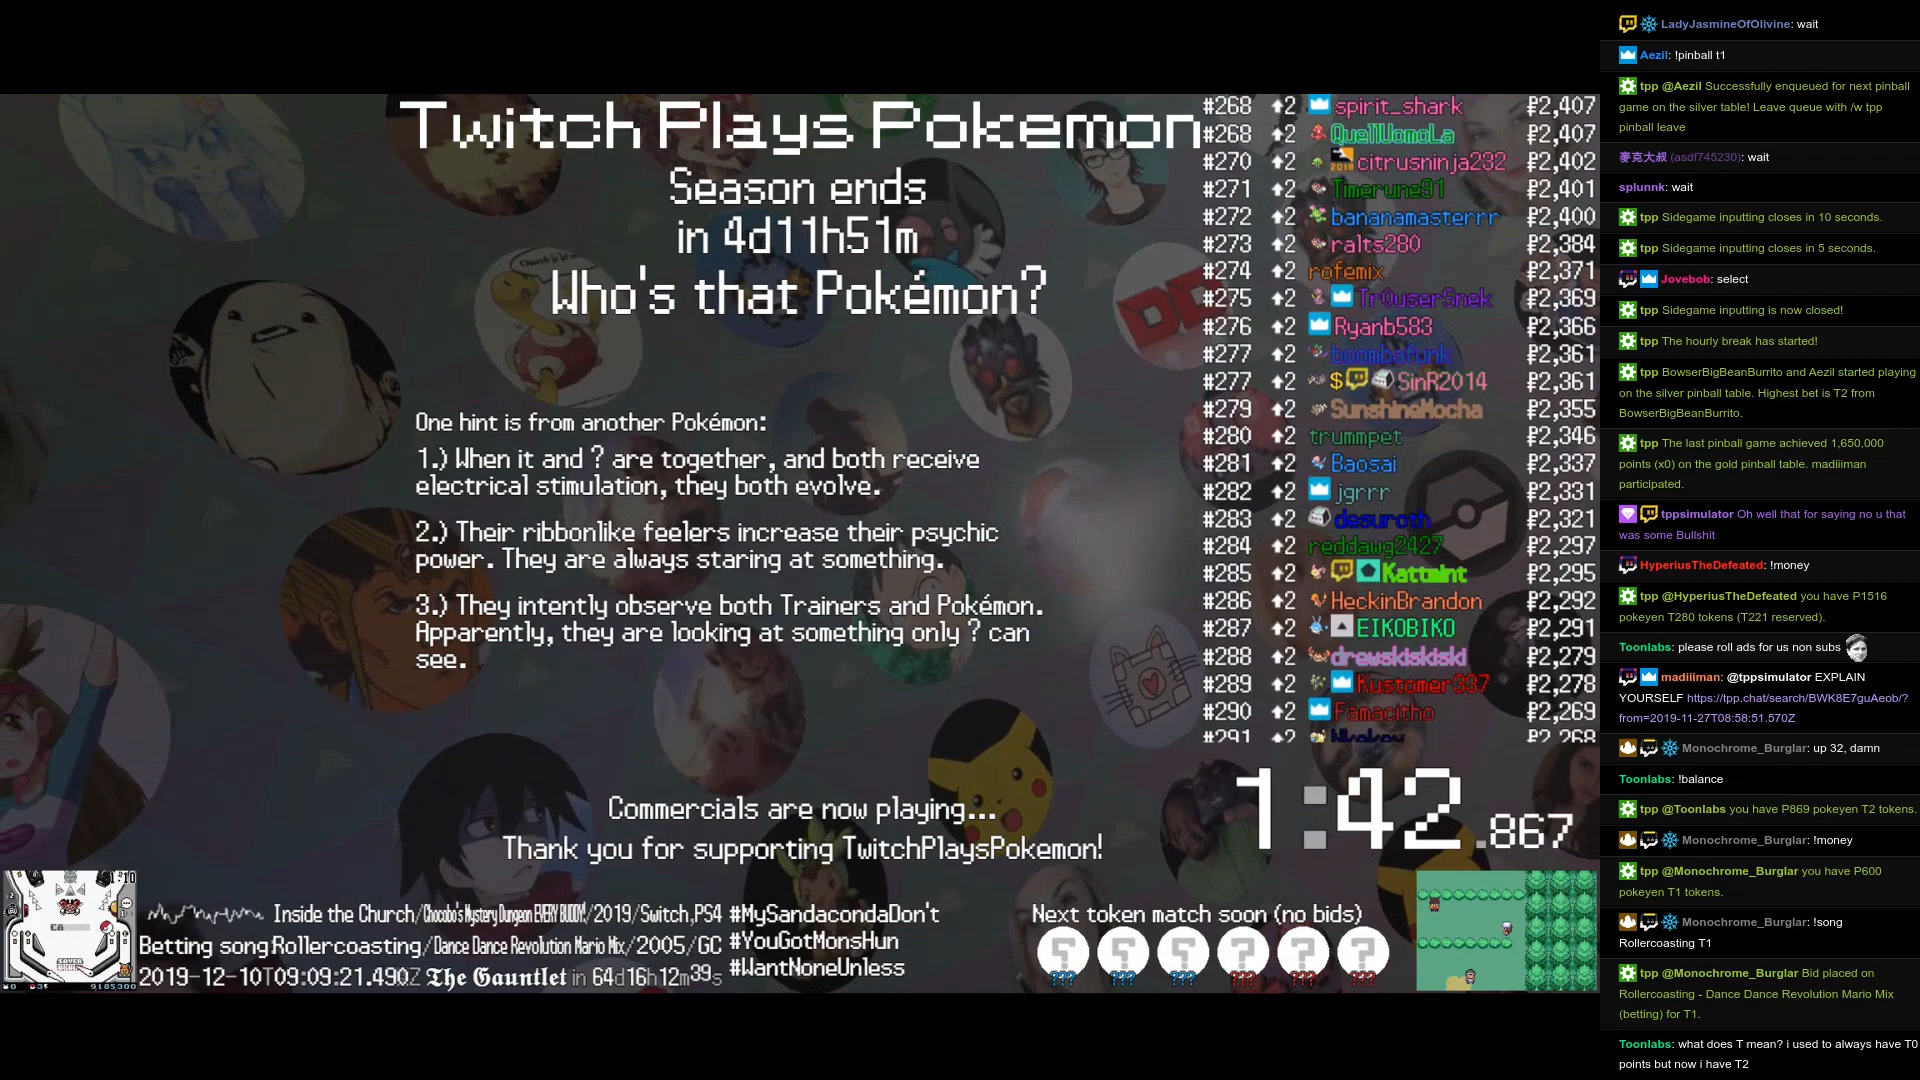 Twitch Plays Pokemon
Season ends
in 4d11h51m
Who's that Pokémon?
One hint is from another Pokémon:
1.) When it and ? are together, and both receive
electrical stimulation, they both evolve.
2.) Their ribbonlike feelers increase their psychic
power. They are always staring at something.
3.) They intently observe both Trainers and Pokémon.
Apparently, they are looking at something only ? can
see.
Commercials are now playing...
Thank you for supporting TwitchPlaysPokemon!
#268 2 spirit_shark ₽2,407
#268 2 QuellUomoLa ₽2,407
#270 2 citrusninja232 ₽2,402
#271 2 Timerune91 ₽2,401
#272 2 bananamasterrr ₽2,400
#273 2 ralts280 ₽2,384
#274 2 rofemix ₽2,371
#275 2 Tr0userSnek ₽2,369
#276 2 Ryanb583 ₽2,366
#277 2 boombafunk ₽2,361
#277 2 $ SinR2014 ₽2,361
#279 2 SunshineMocha ₽2,355
#280 2 trummpet ₽2,346
#281 2 Baosai ₽2,337
#282 2 jgrrr ₽2,331
#283 2 desuroth ₽2,321
#284 2 reddawg2427 ₽2,297
#285 2 Kattmint ₽2,295
#286 2 HeckinBrandon ₽2,292
#287 2 EIKOBIKO ₽2,291
#288 2 drewskiskiski ₽2,279
#289 2 Kustomer337 ₽2,278
#290 2 Famacitho ₽2,269
#291 2 ₽2,268
1:42.867
1:10
9185300
Inside the Church/Chocobo's Mystery Dungeon EVERY BUDDY!/2019/Switch,PS4
Betting song Rollercoasting/Dance Dance Revolution Mario Mix/2005/GC
2019-12-10T09:09:21.490Z The Gauntlet in 64d16h12m39s
#MySandacondaDon't
#YouGotMonsHun
#WantNoneUnless
Next token match soon (no bids)
? ? ? ? ? ?
??? ??? ??? ??? ??? ???
LadyJasmineOfOlivine: wait
Aezil: !pinball t1
tpp @Aezil Successfully enqueued for next pinball
game on the silver table! Leave queue with /w tpp
pinball leave
麥克大叔 (asdf745230): wait
splunnk: wait
tpp Sidegame inputting closes in 10 seconds.
tpp Sidegame inputting closes in 5 seconds.
Jovebob: select
tpp Sidegame inputting is now closed!
tpp The hourly break has started!
tpp BowserBigBeanBurrito and Aezil started playing
on the silver pinball table. Highest bet is T2 from
BowserBigBeanBurrito.
tpp The last pinball game achieved 1,650,000
points (x0) on the gold pinball table. madiiiman
participated.
tppsimulator Oh well that for saying no u that
was some Bullshit
HyperiusTheDefeated: !money
tpp @HyperiusTheDefeated you have P1516
pokeyen T280 tokens (T221 reserved).
Toonlabs: please roll ads for us non subs
madiiiman: @tppsimulator EXPLAIN
YOURSELF https://tpp.chat/search/BWK8E7guAeob/?
from=2019-11-27T08:58:51.570Z
Monochrome_Burglar: up 32, damn
Toonlabs: !balance
tpp @Toonlabs you have P869 pokeyen T2 tokens.
Monochrome_Burglar: !money
tpp @Monochrome_Burglar you have P600
pokeyen T1 tokens.
Monochrome_Burglar: !song
Rollercoasting T1
tpp @Monochrome_Burglar Bid placed on
Rollercoasting - Dance Dance Revolution Mario Mix
(betting) for T1.
Toonlabs: what does T mean? i used to always have T0
points but now i have T2